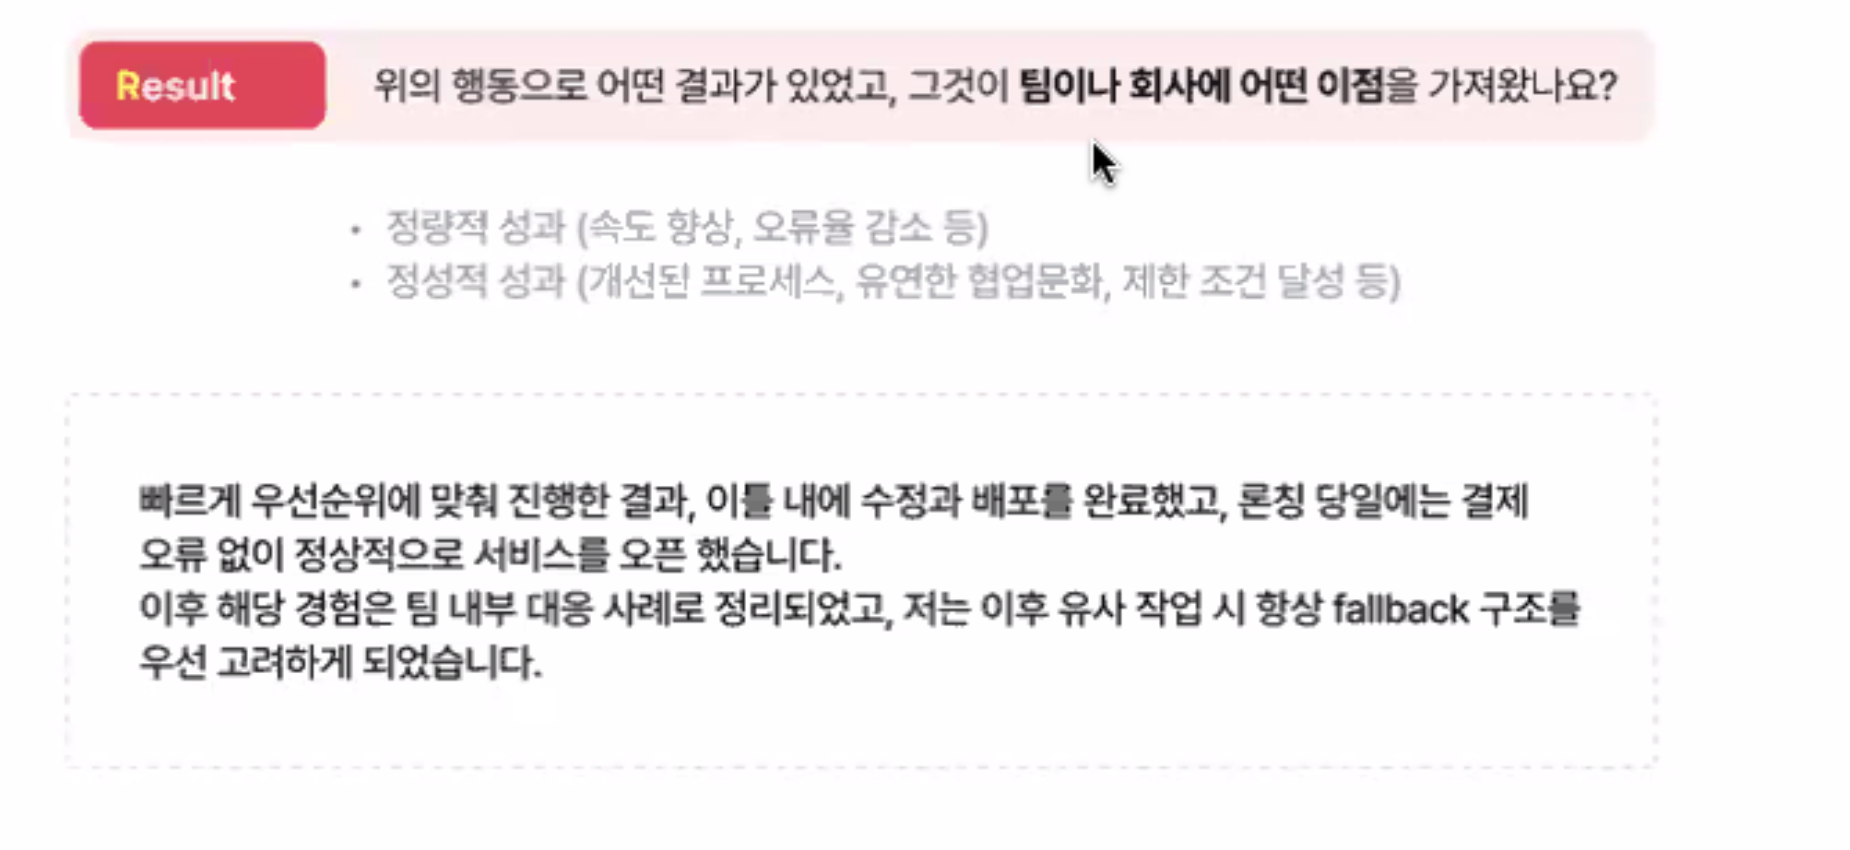 Result
위의 행동으로 어떤 결과가 있었고, 그것이 팀이나 회사에 어떤 이점을 가져왔나요?
• 정량적 성과 (속도 향상, 오류율 감소 등)
• 정성적 성과 (개선된 프로세스, 유연한 협업문화, 제한 조건 달성 등)
빠르게 우선순위에 맞춰 진행한 결과, 이틀 내에 수정과 배포를 완료했고, 론칭 당일에는 결제
오류 없이 정상적으로 서비스를 오픈 했습니다.
이후 해당 경험은 팀 내부 대응 사례로 정리되었고, 저는 이후 유사 작업 시 항상 fallback 구조를
우선 고려하게 되었습니다.